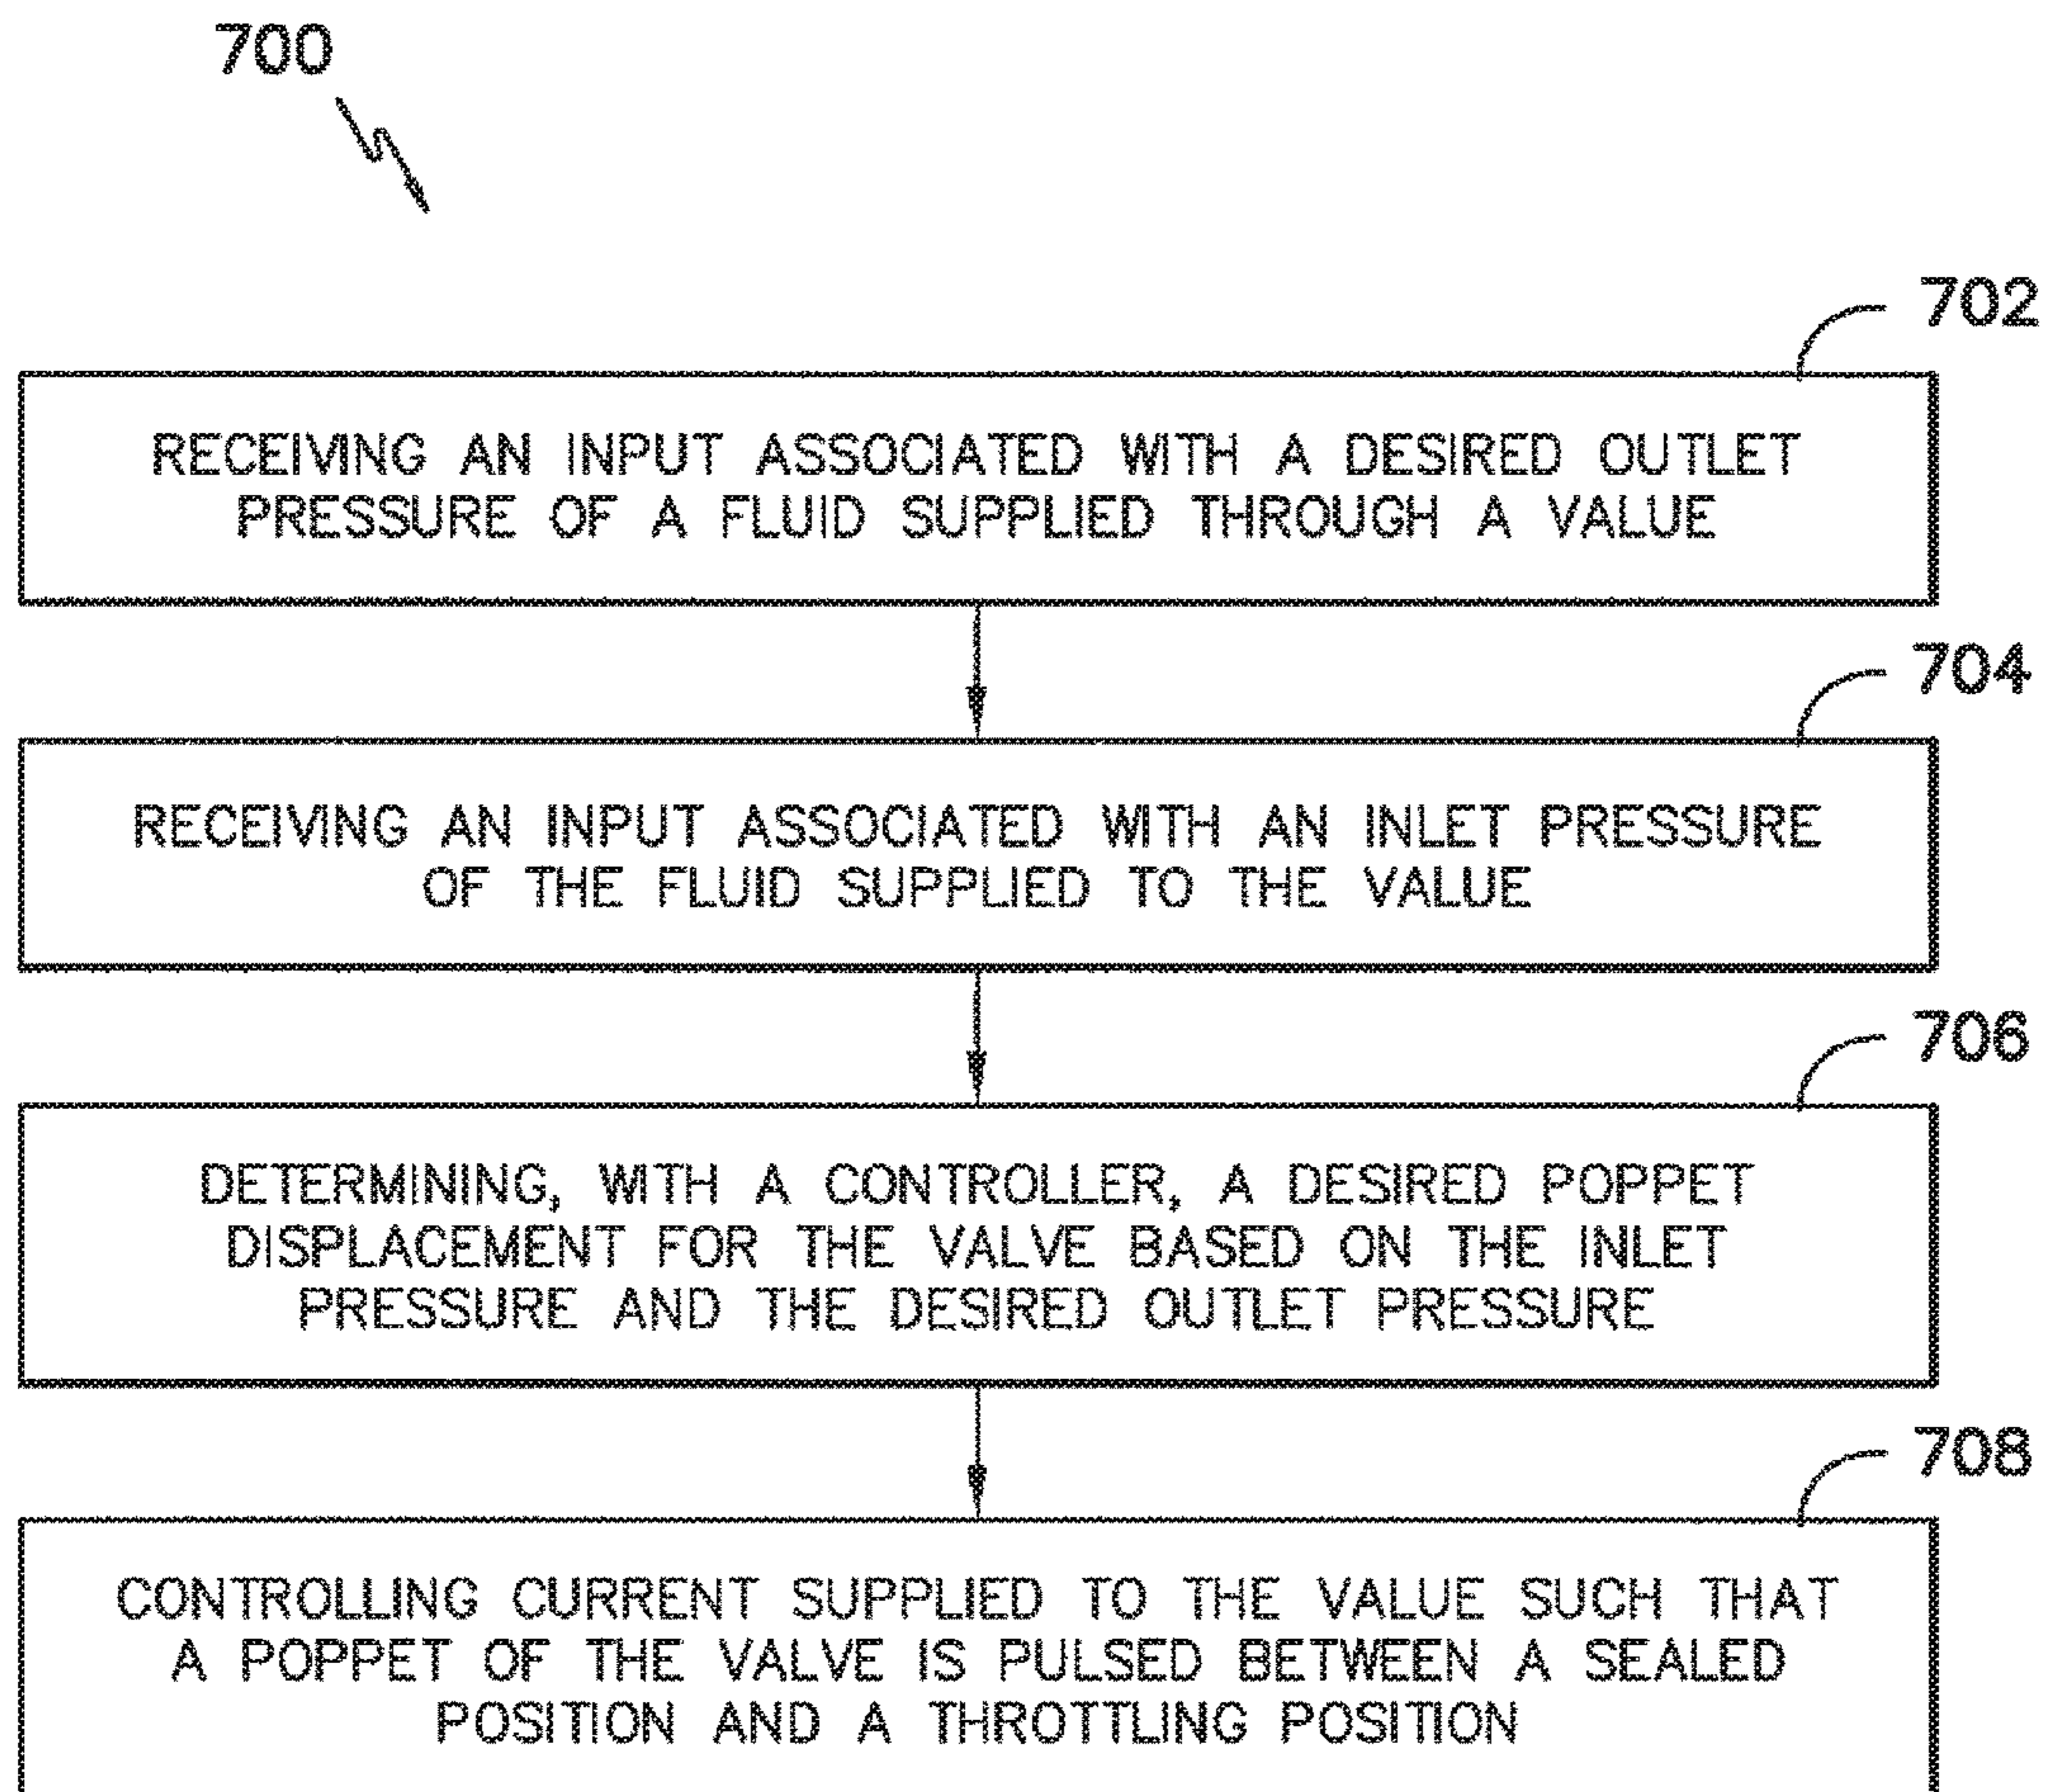 700
702
RECEIVING AN INPUT ASSOCIATED WITH A DESIRED OUTLET
PRESSURE OF A FLUID SUPPLIED THROUGH A VALUE
704
RECEIVING AN INPUT ASSOCIATED WITH AN INLET PRESSURE
OF THE FLUID SUPPLIED TO THE VALUE
706
DETERMINING, WITH A CONTROLLER, A DESIRED POPPET
DISPLACEMENT FOR THE VALVE BASED ON THE INLET
PRESSURE AND THE DESIRED OUTLET PRESSURE
708
CONTROLLING CURRENT SUPPLIED TO THE VALUE SUCH THAT
A POPPET OF THE VALVE IS PULSED BETWEEN A SEALED
POSITION AND A THROTTLING POSITION